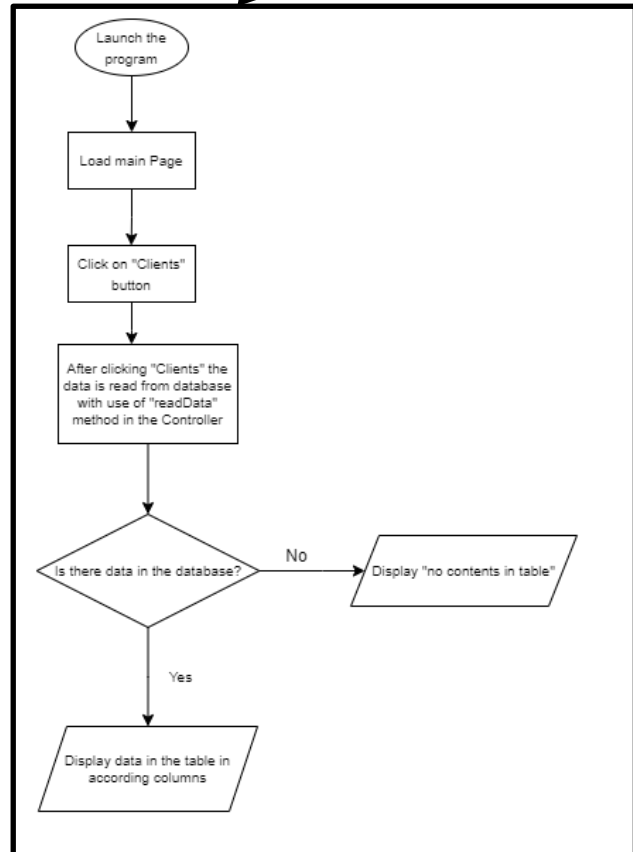 Launch the
program
Load main Page
Click on "Clients"
button
After clicking "Clients" the
data is read from database
with use of "readData"
method in the Controller
Is there data in the database?
No
Display "no contents in table"
Yes
Display data in the table in
according columns